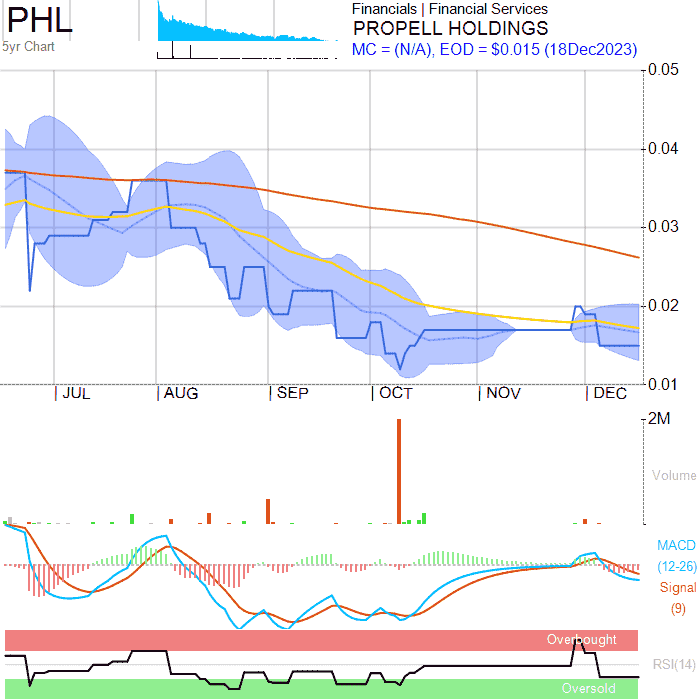 PHL
5yr Chart
Financials | Financial Services
PROPELL HOLDINGS
MC = (N/A), EOD = $0.015 (18Dec2023)
0.05
0.04
0.03
0.02
0.01
JUL AUG SEP OCT NOV DEC
2M
Volume
MACD
(12-26)
Signal
(9)
Overbought
RSI(14)
Oversold